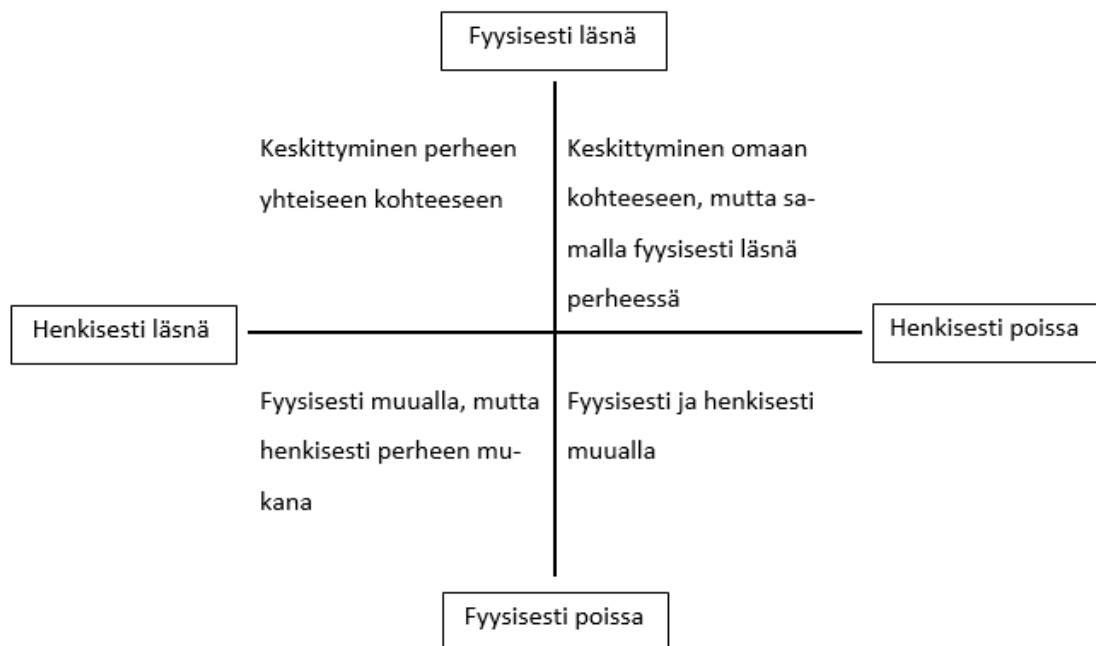 Fyysisesti läsnä
Keskittyminen perheen
yhteiseen kohteeseen
Keskittyminen omaan
kohteeseen, mutta sa-
malla fyysisesti läsnä
perheessä
Henkisesti läsnä
Henkisesti poissa
Fyysisesti muualla, mutta
henkisesti perheen mu-
kana
Fyysisesti ja henkisesti
muualla
Fyysisesti poissa